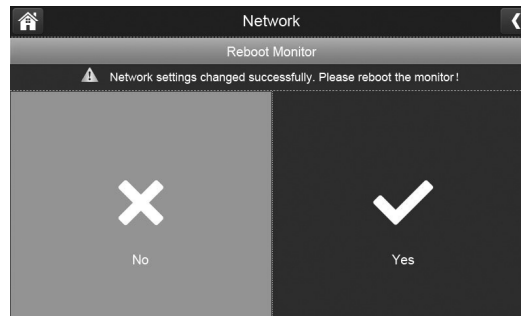 Network
Reboot Monitor
Network settings changed successfully. Please reboot the monitor!
No
Yes